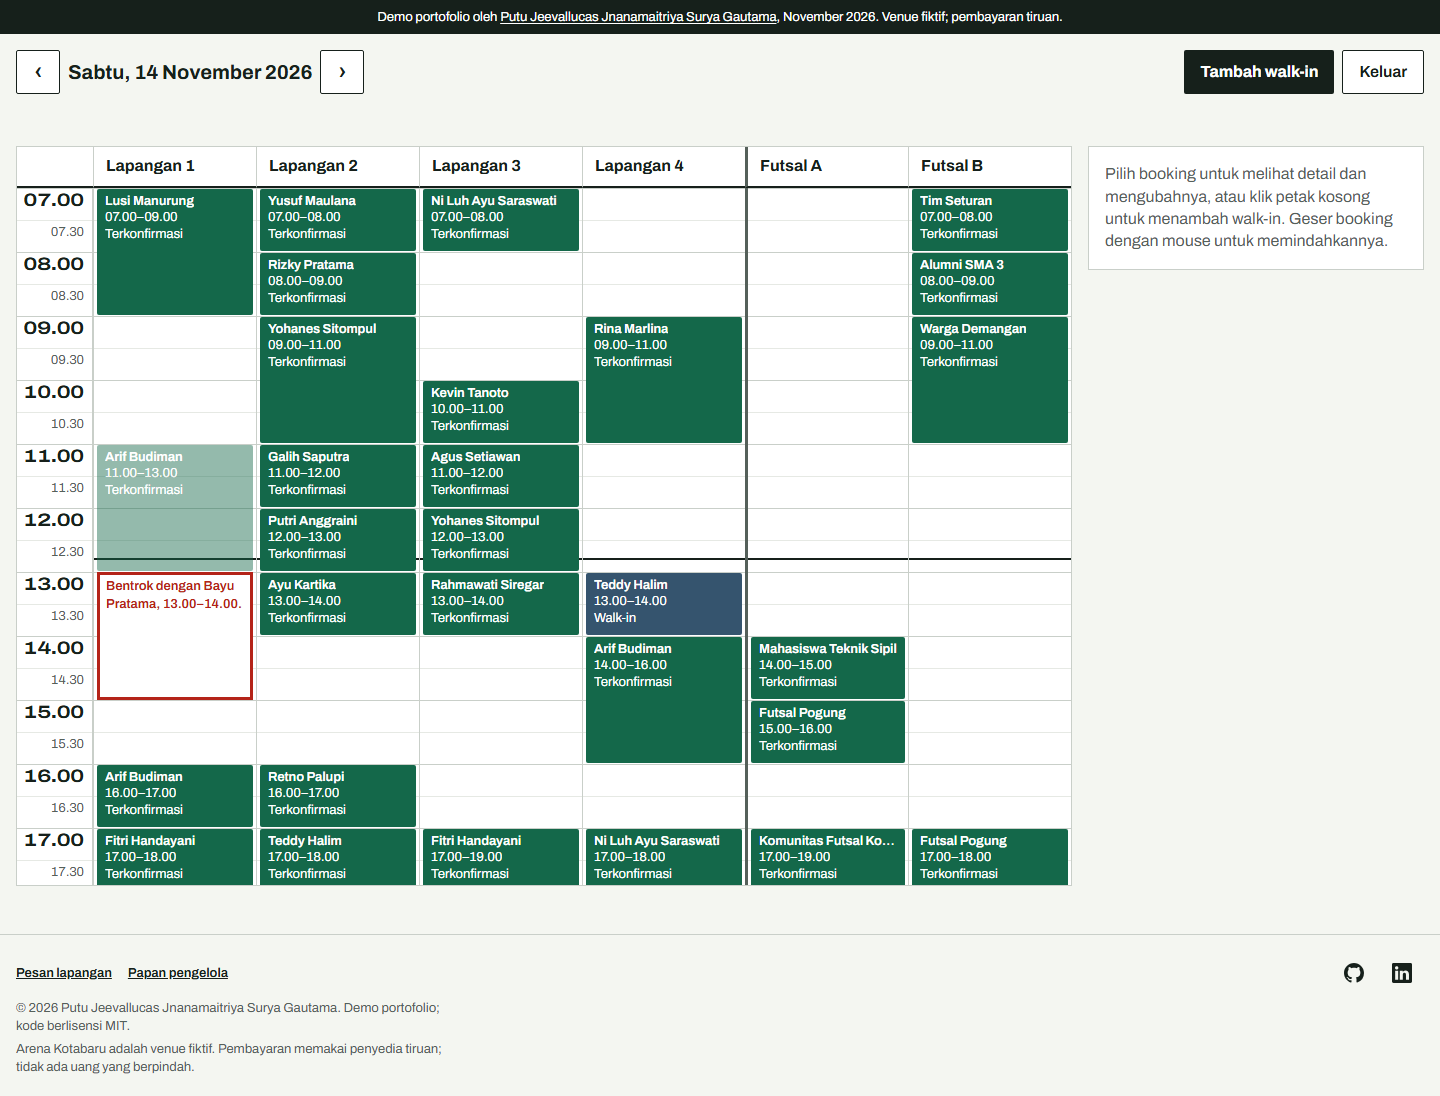 Demo portofolio oleh Putu Jeevallucas Jnanamaitriya Surya Gautama, November 2026. Venue fiktif; pembayaran tiruan.
‹ Sabtu, 14 November 2026 ›
Tambah walk-in
Keluar
Lapangan 1
Lapangan 2
Lapangan 3
Lapangan 4
Futsal A
Futsal B
07.00
07.30
08.00
08.30
09.00
09.30
10.00
10.30
11.00
11.30
12.00
12.30
13.00
13.30
14.00
14.30
15.00
15.30
16.00
16.30
17.00
17.30
Lusi Manurung
07.00–09.00
Terkonfirmasi
Arif Budiman
11.00–13.00
Terkonfirmasi
Bentrok dengan Bayu
Pratama, 13.00–14.00.
Arif Budiman
16.00–17.00
Terkonfirmasi
Fitri Handayani
17.00–18.00
Terkonfirmasi
Yusuf Maulana
07.00–08.00
Terkonfirmasi
Rizky Pratama
08.00–09.00
Terkonfirmasi
Yohanes Sitompul
09.00–11.00
Terkonfirmasi
Galih Saputra
11.00–12.00
Terkonfirmasi
Putri Anggraini
12.00–13.00
Terkonfirmasi
Ayu Kartika
13.00–14.00
Terkonfirmasi
Retno Palupi
16.00–17.00
Terkonfirmasi
Teddy Halim
17.00–18.00
Terkonfirmasi
Ni Luh Ayu Saraswati
07.00–08.00
Terkonfirmasi
Kevin Tanoto
10.00–11.00
Terkonfirmasi
Agus Setiawan
11.00–12.00
Terkonfirmasi
Yohanes Sitompul
12.00–13.00
Terkonfirmasi
Rahmawati Siregar
13.00–14.00
Terkonfirmasi
Fitri Handayani
17.00–19.00
Terkonfirmasi
Rina Marlina
09.00–11.00
Terkonfirmasi
Teddy Halim
13.00–14.00
Walk-in
Arif Budiman
14.00–16.00
Terkonfirmasi
Ni Luh Ayu Saraswati
17.00–18.00
Terkonfirmasi
Mahasiswa Teknik Sipil
14.00–15.00
Terkonfirmasi
Futsal Pogung
15.00–16.00
Terkonfirmasi
Komunitas Futsal Ko...
17.00–19.00
Terkonfirmasi
Tim Seturan
07.00–08.00
Terkonfirmasi
Alumni SMA 3
08.00–09.00
Terkonfirmasi
Warga Demangan
09.00–11.00
Terkonfirmasi
Futsal Pogung
17.00–18.00
Terkonfirmasi
Pilih booking untuk melihat detail dan
mengubahnya, atau klik petak kosong
untuk menambah walk-in. Geser booking
dengan mouse untuk memindahkannya.
Pesan lapangan
Papan pengelola
© 2026 Putu Jeevallucas Jnanamaitriya Surya Gautama. Demo portofolio;
kode berlisensi MIT.
Arena Kotabaru adalah venue fiktif. Pembayaran memakai penyedia tiruan;
tidak ada uang yang berpindah.